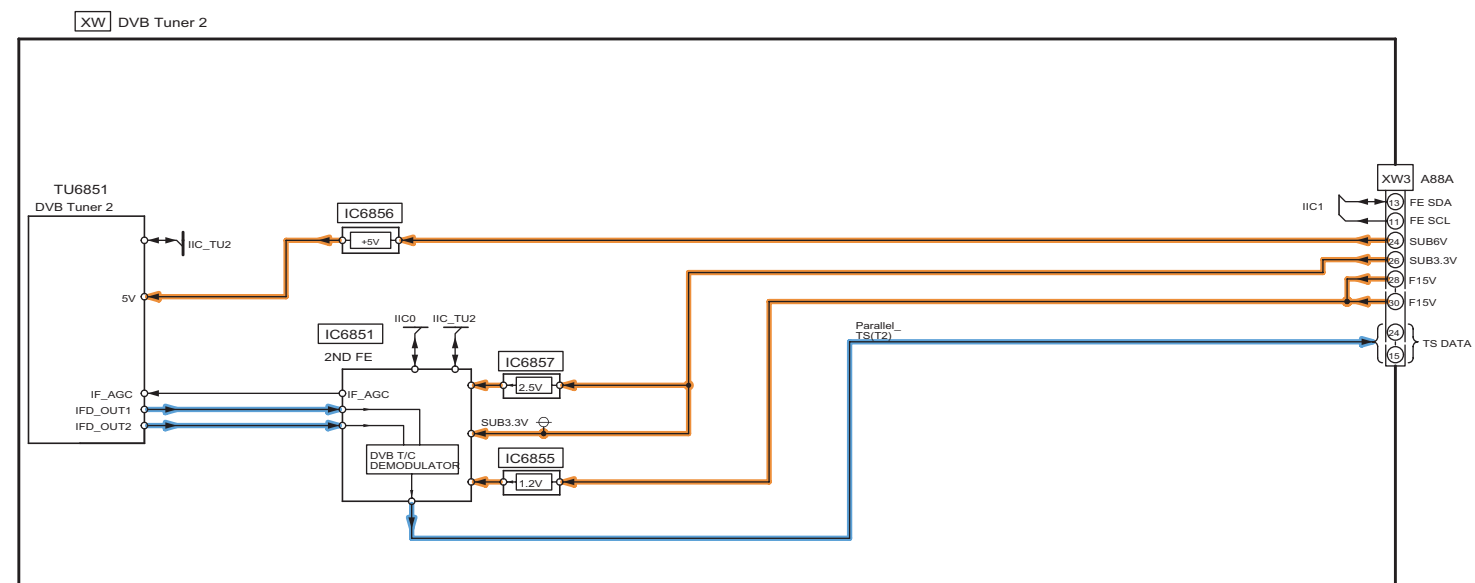 XW DVB Tuner 2
XW3 A88A
TU6851
DVB Tuner 2
IIC1
13 FE SDA
11 FE SCL
IC6856
+5V
IIC_TU2
24 SUB6V
26 SUB3.3V
28 F15V
5V
30 F15V
IIC0 IIC_TU2
IC6851
2ND FE
Parallel_
TS(T2)
24
15
TS DATA
IC6857
2.5V
IF_AGC
IF_AGC
IFD_OUT1
IFD_OUT2
SUB3.3V
DVB T/C
DEMODULATOR
IC6855
1.2V